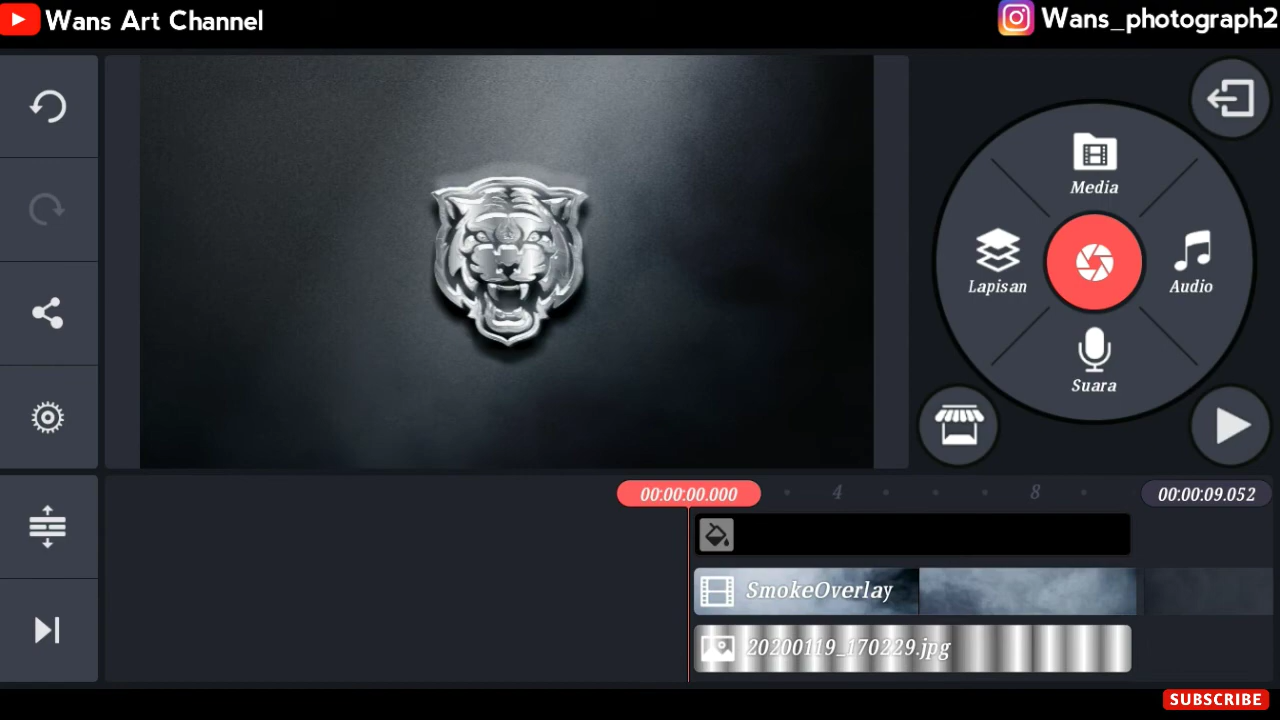 Wans Art Channel
Wans_photograph2
Media
Lapisan
Audio
Suara
00:00:00.000
4
8
00:00:09.052
SmokeOverlay
20200119_170229.jpg
SUBSCRIBE